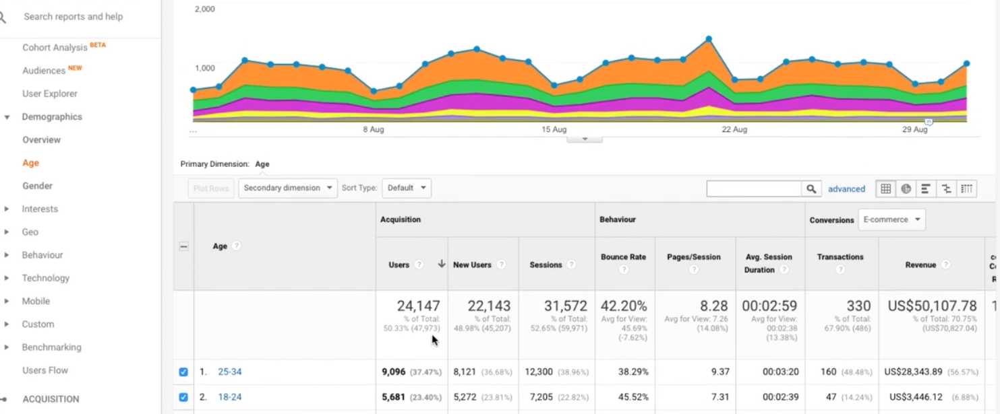 2,000
Search reports and help
Cohort Analysis BETA
1,000
Audiences NEW
User Explorer
Demographics
... 8 Aug 15 Aug 22 Aug 29 Aug
Overview
Age
Primary Dimension: Age
Gender
Plot Rows Secondary dimension Sort Type: Default advanced
Interests
Geo
Behaviour
Technology
Mobile
Custom
Benchmarking
Users Flow
ACQUISITION
Acquisition Behaviour Conversions E-commerce
Age ?
Users ? New Users ? Sessions ? Bounce Rate ? Pages/Session ? Avg. Session Duration ? Transactions ? Revenue ?
24,147 22,143 31,572 42.20% 8.28 00:02:59 330 US$50,107.78
% of Total: % of Total: % of Total: Avg for View: Avg for View: 7.26 Avg for View: % of Total: % of Total: 70.75%
50.33% (47,973) 48.98% (45,207) 52.65% (59,971) 45.69% (14.08%) 00:02:38 67.90% (486) (US$70,827.04)
(-7.62%) (13.38%)
1. 25-34 9,096 (37.47%) 8,121 (36.68%) 12,300 (38.96%) 38.29% 9.37 00:03:20 160 (48.48%) US$28,343.89 (56.57%)
2. 18-24 5,681 (23.40%) 5,272 (23.81%) 7,205 (22.82%) 45.52% 7.31 00:02:39 47 (14.24%) US$3,446.12 (6.88%)